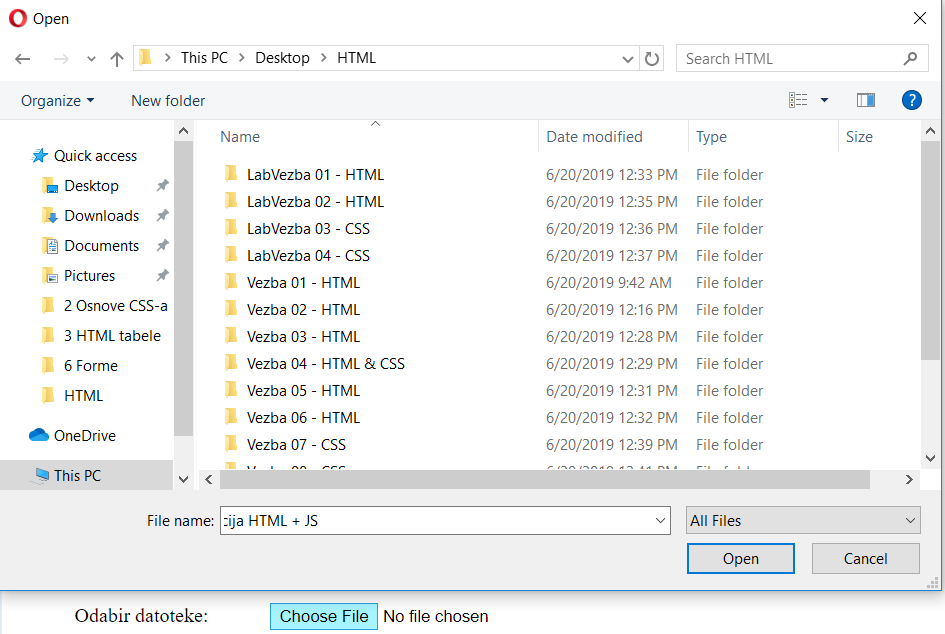 Open
This PC > Desktop > HTML
Search HTML
Organize
New folder
?
Quick access
Desktop
Downloads
Documents
Pictures
2 Osnove CSS-a
3 HTML tabele
6 Forme
HTML
OneDrive
This PC
Name Date modified Type Size
LabVezba 01 - HTML 6/20/2019 12:33 PM File folder
LabVezba 02 - HTML 6/20/2019 12:35 PM File folder
LabVezba 03 - CSS 6/20/2019 12:36 PM File folder
LabVezba 04 - CSS 6/20/2019 12:37 PM File folder
Vezba 01 - HTML 6/20/2019 9:42 AM File folder
Vezba 02 - HTML 6/20/2019 12:16 PM File folder
Vezba 03 - HTML 6/20/2019 12:28 PM File folder
Vezba 04 - HTML & CSS 6/20/2019 12:29 PM File folder
Vezba 05 - HTML 6/20/2019 12:31 PM File folder
Vezba 06 - HTML 6/20/2019 12:32 PM File folder
Vezba 07 - CSS 6/20/2019 12:39 PM File folder
File name: cija HTML + JS
All Files
Open
Cancel
Odabir datoteke: Choose File No file chosen